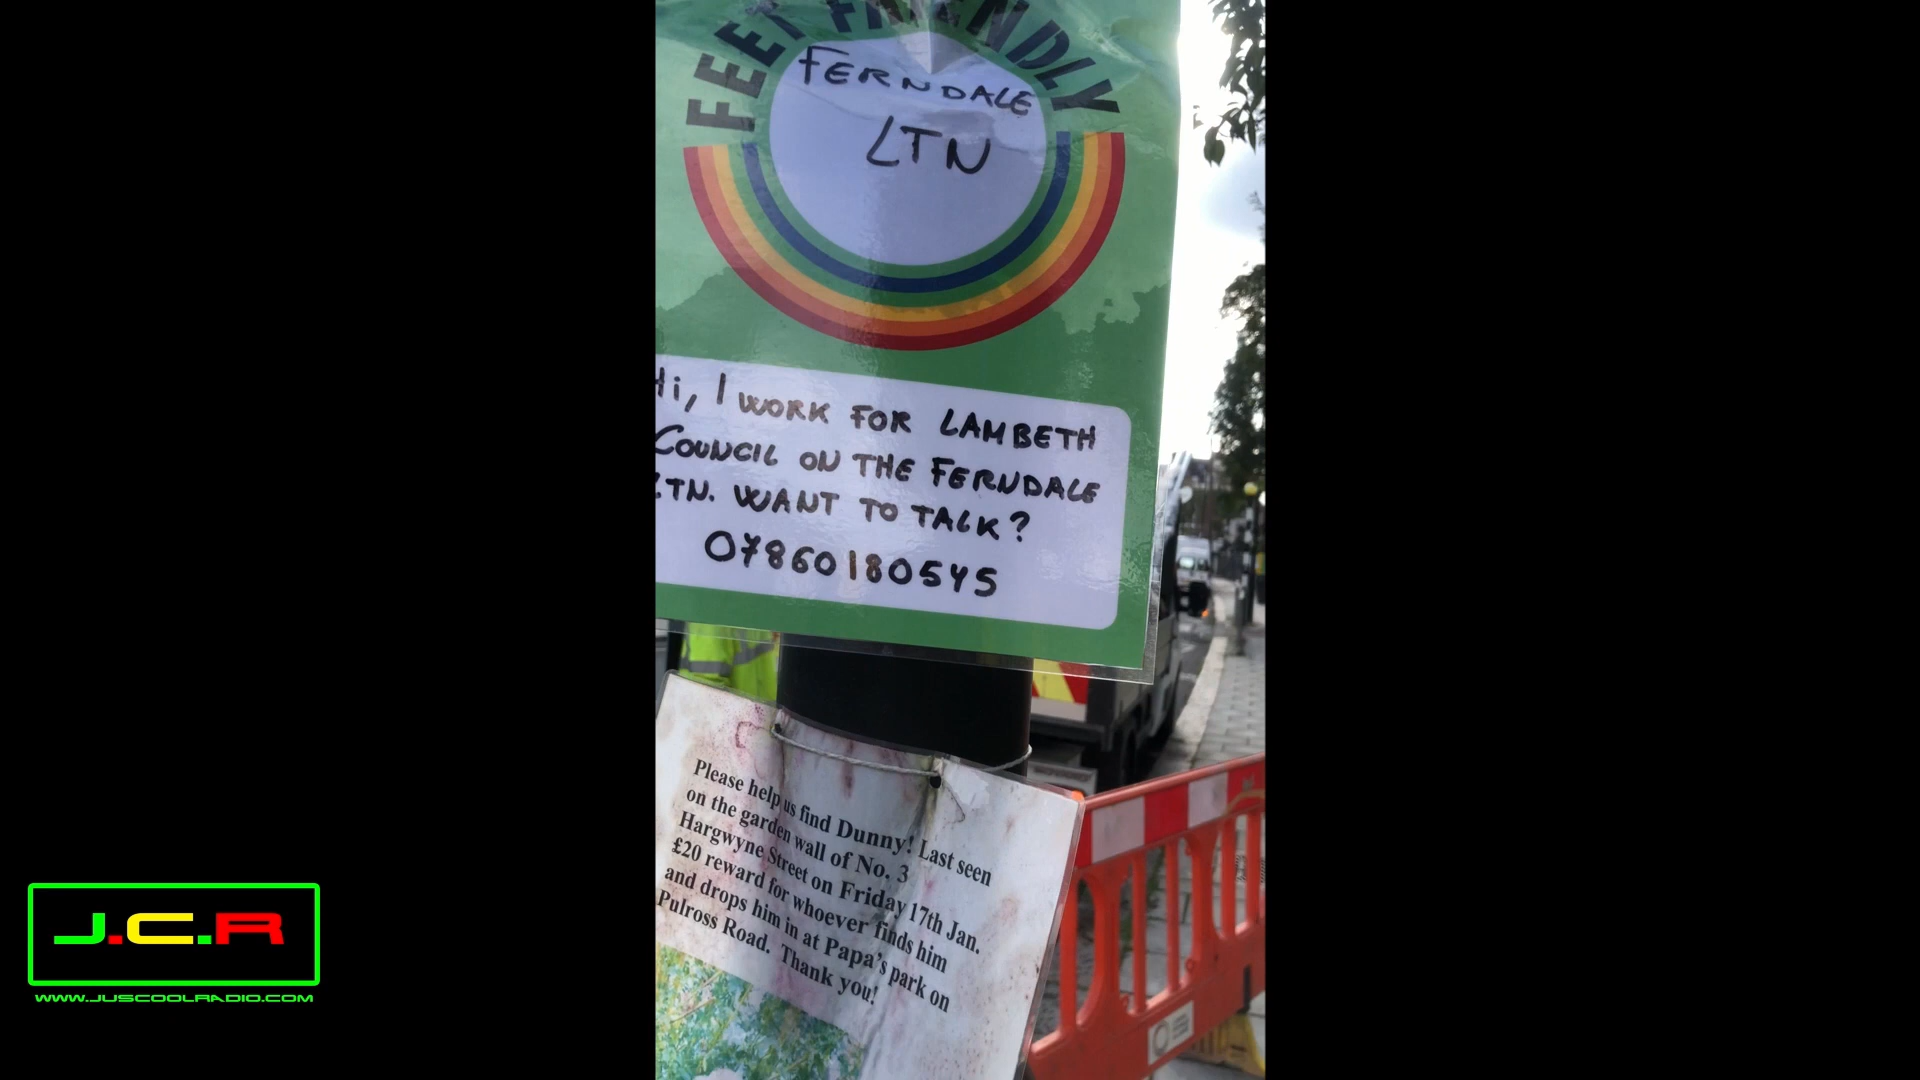 FEET FRIENDLY
FERNDALE
LTN
Hi, I WORK FOR LAMBETH
COUNCIL ON THE FERNDALE
LTN. WANT TO TALK?
07860180545
Please help us find Dunny! Last seen
on the garden wall of No. 3
Hargwyne Street on Friday 17th Jan.
£20 reward for whoever finds him
and drops him in at Papa's park on
Pulross Road. Thank you!
J.C.R
WWW.JUSCOOLRADIO.COM